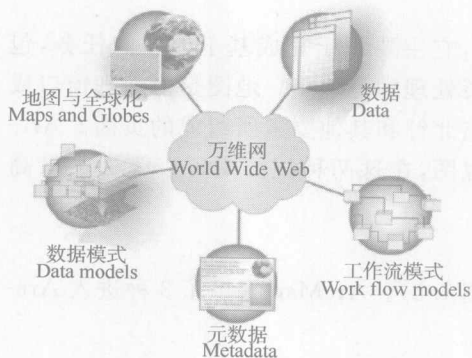 地图与全球化
Maps and Globes
数据
Data
万维网
World Wide Web
数据模式
Data models
工作流模式
Work flow models
元数据
Metadata